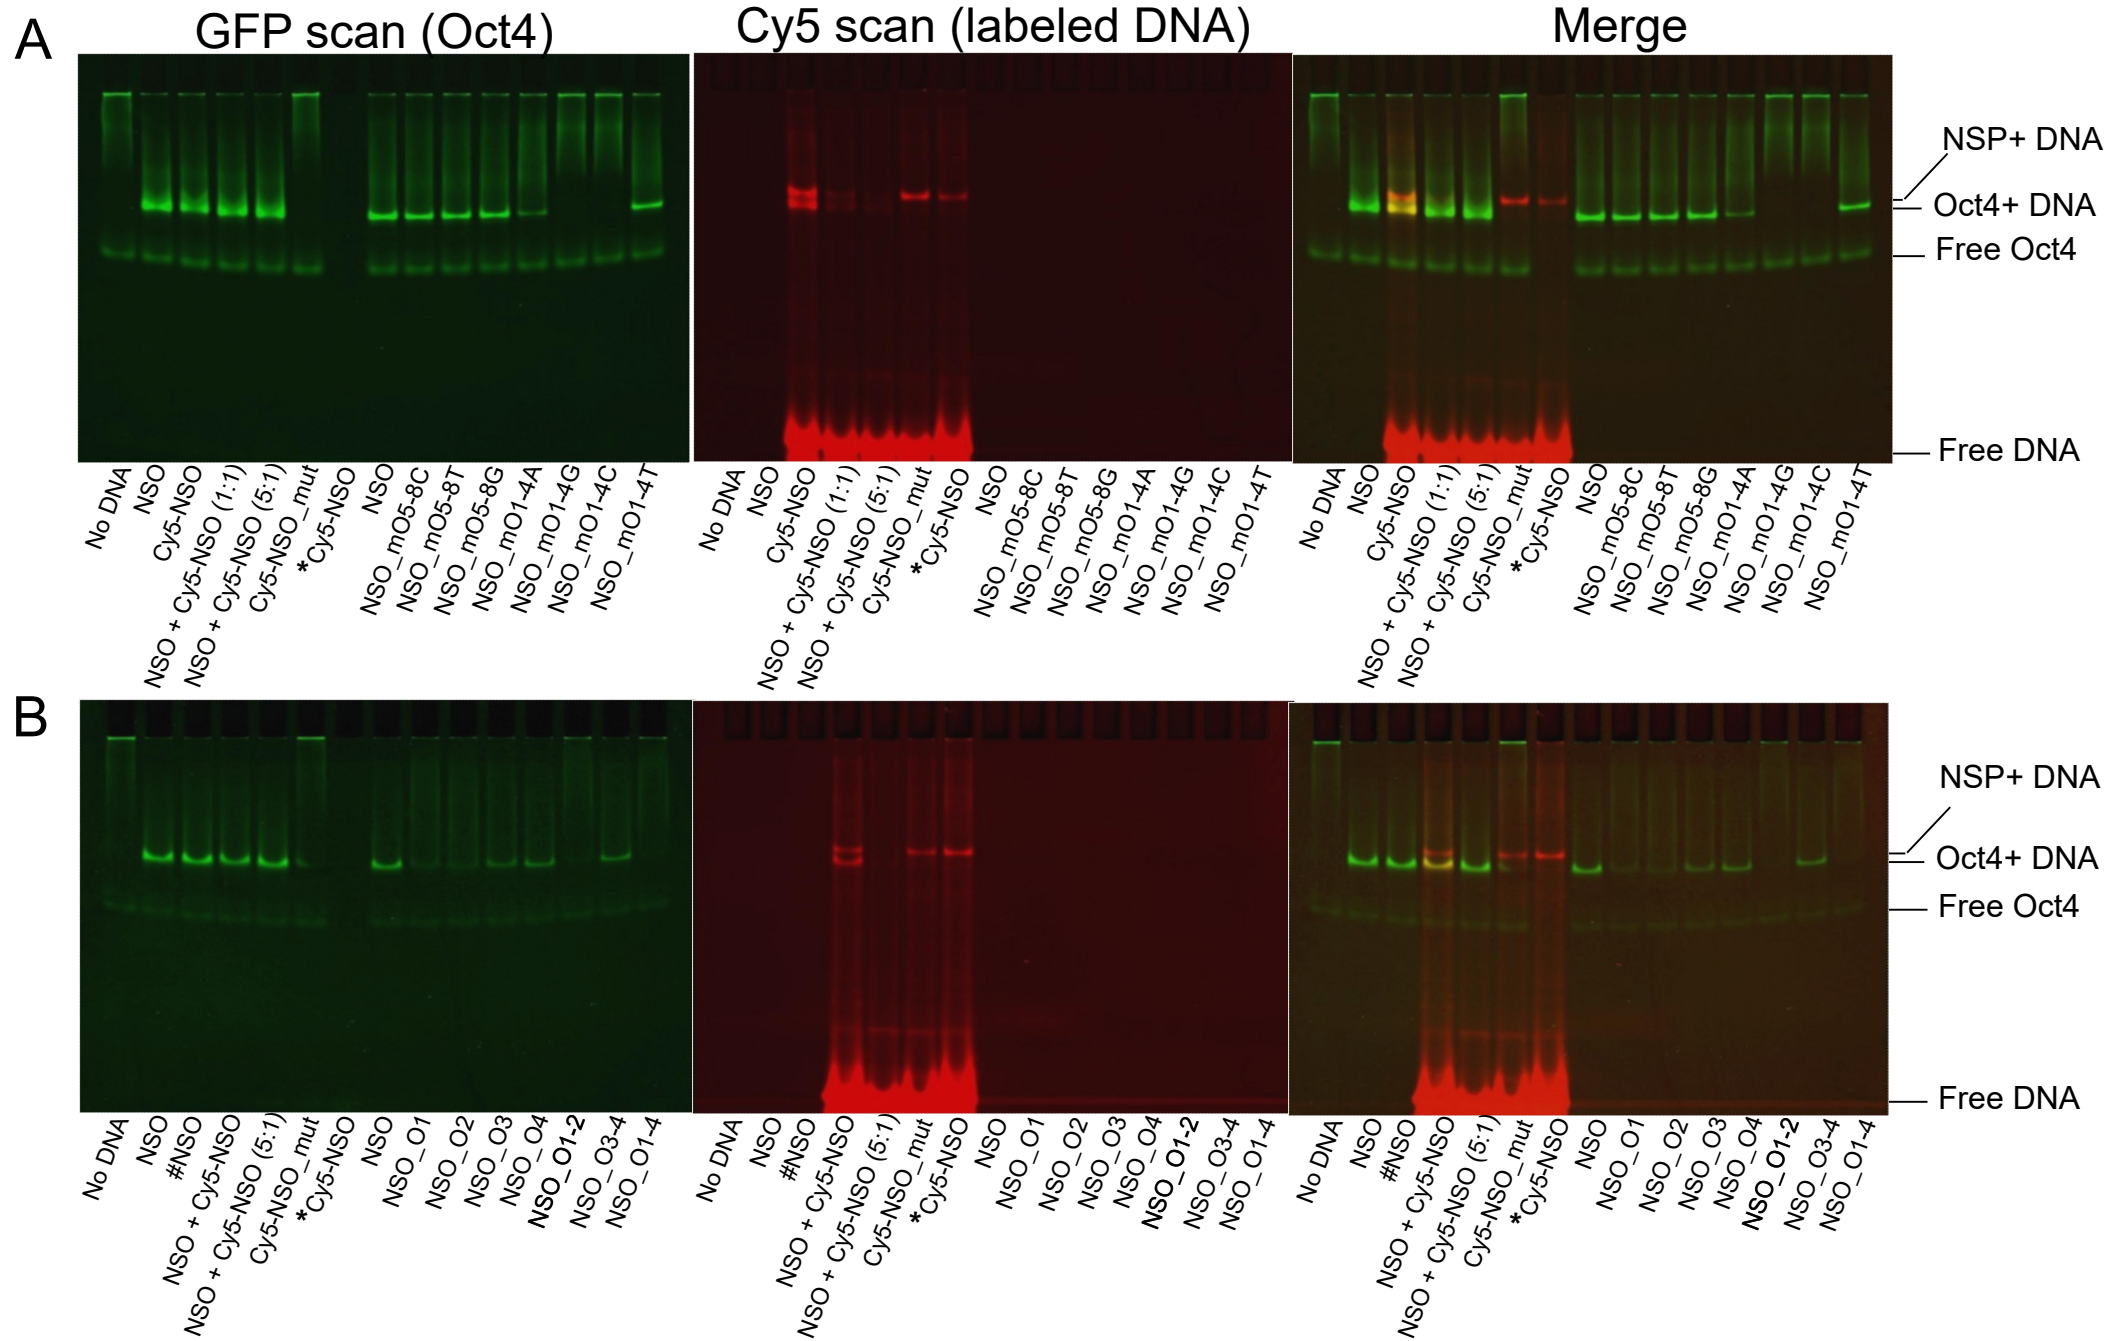 A
GFP scan (Oct4)
Cy5 scan (labeled DNA)
Merge
NSP+ DNA
Oct4+ DNA
Free Oct4
Free DNA
No DNA
NSO
Cy5-NSO
NSO + Cy5-NSO (1:1)
NSO + Cy5-NSO (5:1)
Cy5-NSO_mut
*Cy5-NSO
NSO
NSO_mO5-8C
NSO_mO5-8T
NSO_mO5-8G
NSO_mO1-4A
NSO_mO1-4G
NSO_mO1-4C
NSO_mO1-4T
No DNA
NSO
Cy5-NSO
NSO + Cy5-NSO (1:1)
NSO + Cy5-NSO (5:1)
Cy5-NSO_mut
*Cy5-NSO
NSO
NSO_mO5-8C
NSO_mO5-8T
NSO_mO5-8G
NSO_mO1-4A
NSO_mO1-4G
NSO_mO1-4C
NSO_mO1-4T
No DNA
NSO
Cy5-NSO
NSO + Cy5-NSO (1:1)
NSO + Cy5-NSO (5:1)
Cy5-NSO_mut
*Cy5-NSO
NSO
NSO_mO5-8C
NSO_mO5-8T
NSO_mO5-8G
NSO_mO1-4A
NSO_mO1-4G
NSO_mO1-4C
NSO_mO1-4T
B
NSP+ DNA
Oct4+ DNA
Free Oct4
Free DNA
No DNA
NSO
#NSO
NSO + Cy5-NSO
NSO + Cy5-NSO (5:1)
Cy5-NSO_mut
*Cy5-NSO
NSO
NSO_O1
NSO_O2
NSO_O3
NSO_O4
NSO_O1-2
NSO_O3-4
NSO_O1-4
No DNA
NSO
#NSO
NSO + Cy5-NSO
NSO + Cy5-NSO (5:1)
Cy5-NSO_mut
*Cy5-NSO
NSO
NSO_O1
NSO_O2
NSO_O3
NSO_O4
NSO_O1-2
NSO_O3-4
NSO_O1-4
No DNA
NSO
#NSO
NSO + Cy5-NSO
NSO + Cy5-NSO (5:1)
Cy5-NSO_mut
*Cy5-NSO
NSO
NSO_O1
NSO_O2
NSO_O3
NSO_O4
NSO_O1-2
NSO_O3-4
NSO_O1-4